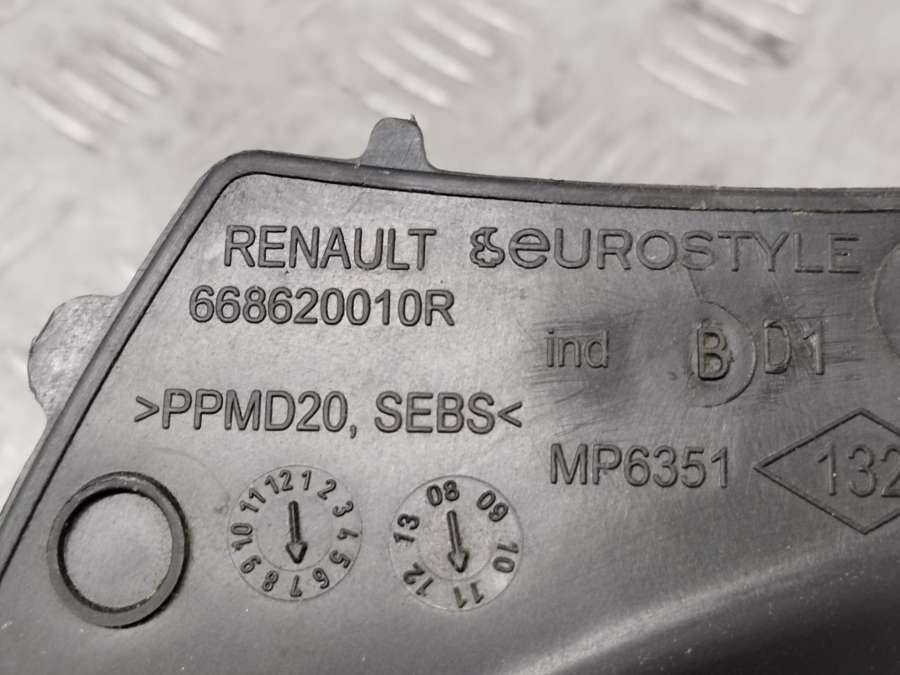 RENAULT eUROSTYLE
668620010R
ind B D1
>PPMD20, SEBS<
MP6351 132
12 1 2 3 4 5 6 7 8 9 10 11
08 09 10 11 12 13